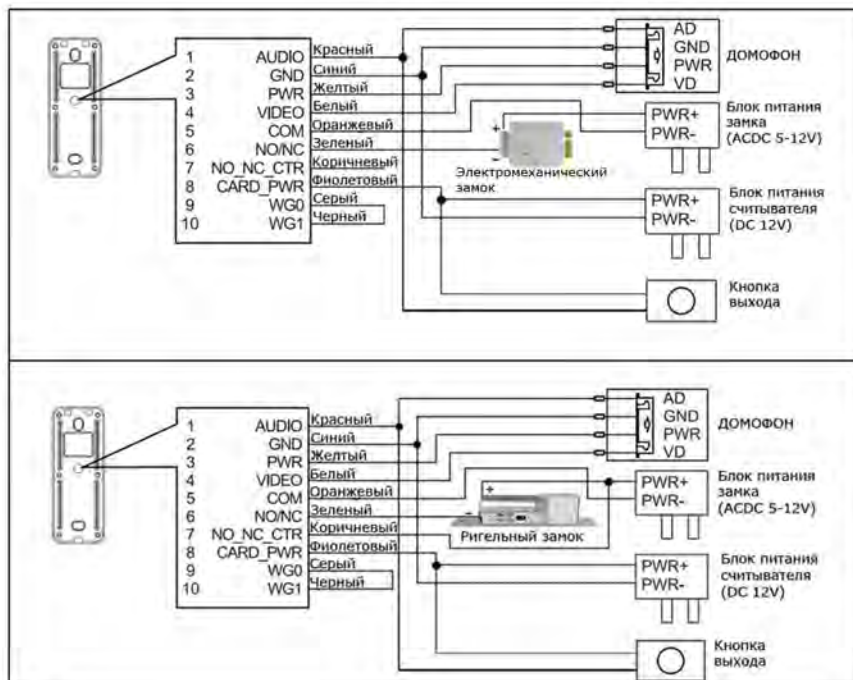 1 AUDIO Красный
2 GND Синий
3 PWR Желтый
4 VIDEO Белый
5 COM Оранжевый
6 NO/NC Зеленый
7 NO_NC_CTR Коричневый
8 CARD_PWR Фиолетовый
9 WG0 Серый
10 WG1 Черный
+
-
Электромеханический
замок
AD
GND
PWR
VD
ДОМОФОН
PWR+
PWR-
Блок питания
замка
(ACDC 5-12V)
PWR+
PWR-
Блок питания
считывателя
(DC 12V)
Кнопка
выхода
1 AUDIO Красный
2 GND Синий
3 PWR Желтый
4 VIDEO Белый
5 COM Оранжевый
6 NO/NC Зеленый
7 NO_NC_CTR Коричневый
8 CARD_PWR Фиолетовый
9 WG0 Серый
10 WG1 Черный
+
-
Ригельный замок
AD
GND
PWR
VD
ДОМОФОН
PWR+
PWR-
Блок питания
замка
(ACDC 5-12V)
PWR+
PWR-
Блок питания
считывателя
(DC 12V)
Кнопка
выхода